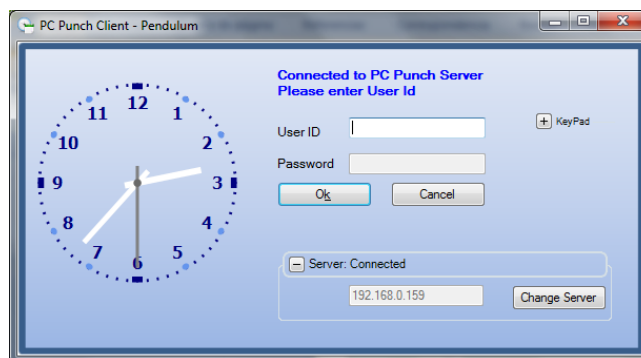 PC Punch Client - Pendulum
Connected to PC Punch Server
Please enter User Id
User ID
KeyPad
Password
Ok
Cancel
Server: Connected
192.168.0.159
Change Server
12
1
2
3
4
5
6
7
8
9
10
11